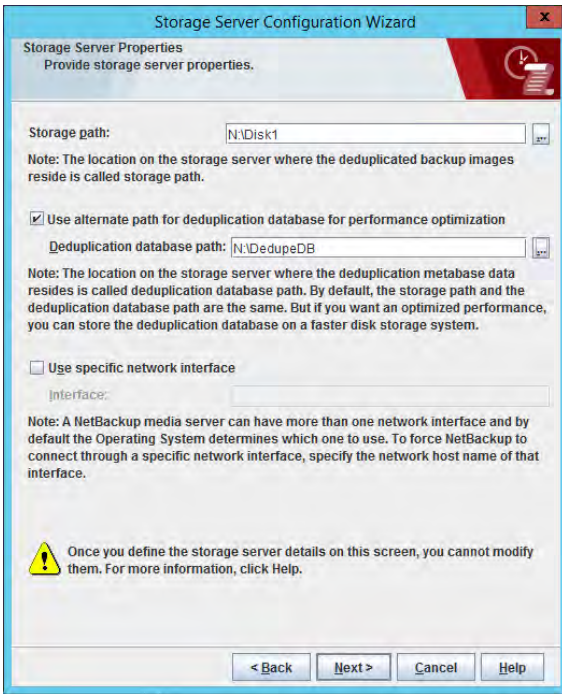 Storage Server Configuration Wizard
x
Storage Server Properties
Provide storage server properties.
Storage path: N:\Disk1 ...
Note: The location on the storage server where the deduplicated backup images
reside is called storage path.
Use alternate path for deduplication database for performance optimization
Deduplication database path: N:\DedupeDB ...
Note: The location on the storage server where the deduplication metabase data
resides is called deduplication database path. By default, the storage path and the
deduplication database path are the same. But if you want an optimized performance,
you can store the deduplication database on a faster disk storage system.
Use specific network interface
Interface:
Note: A NetBackup media server can have more than one network interface and by
default the Operating System determines which one to use. To force NetBackup to
connect through a specific network interface, specify the network host name of that
interface.
Once you define the storage server details on this screen, you cannot modify
them. For more information, click Help.
< Back Next > Cancel Help